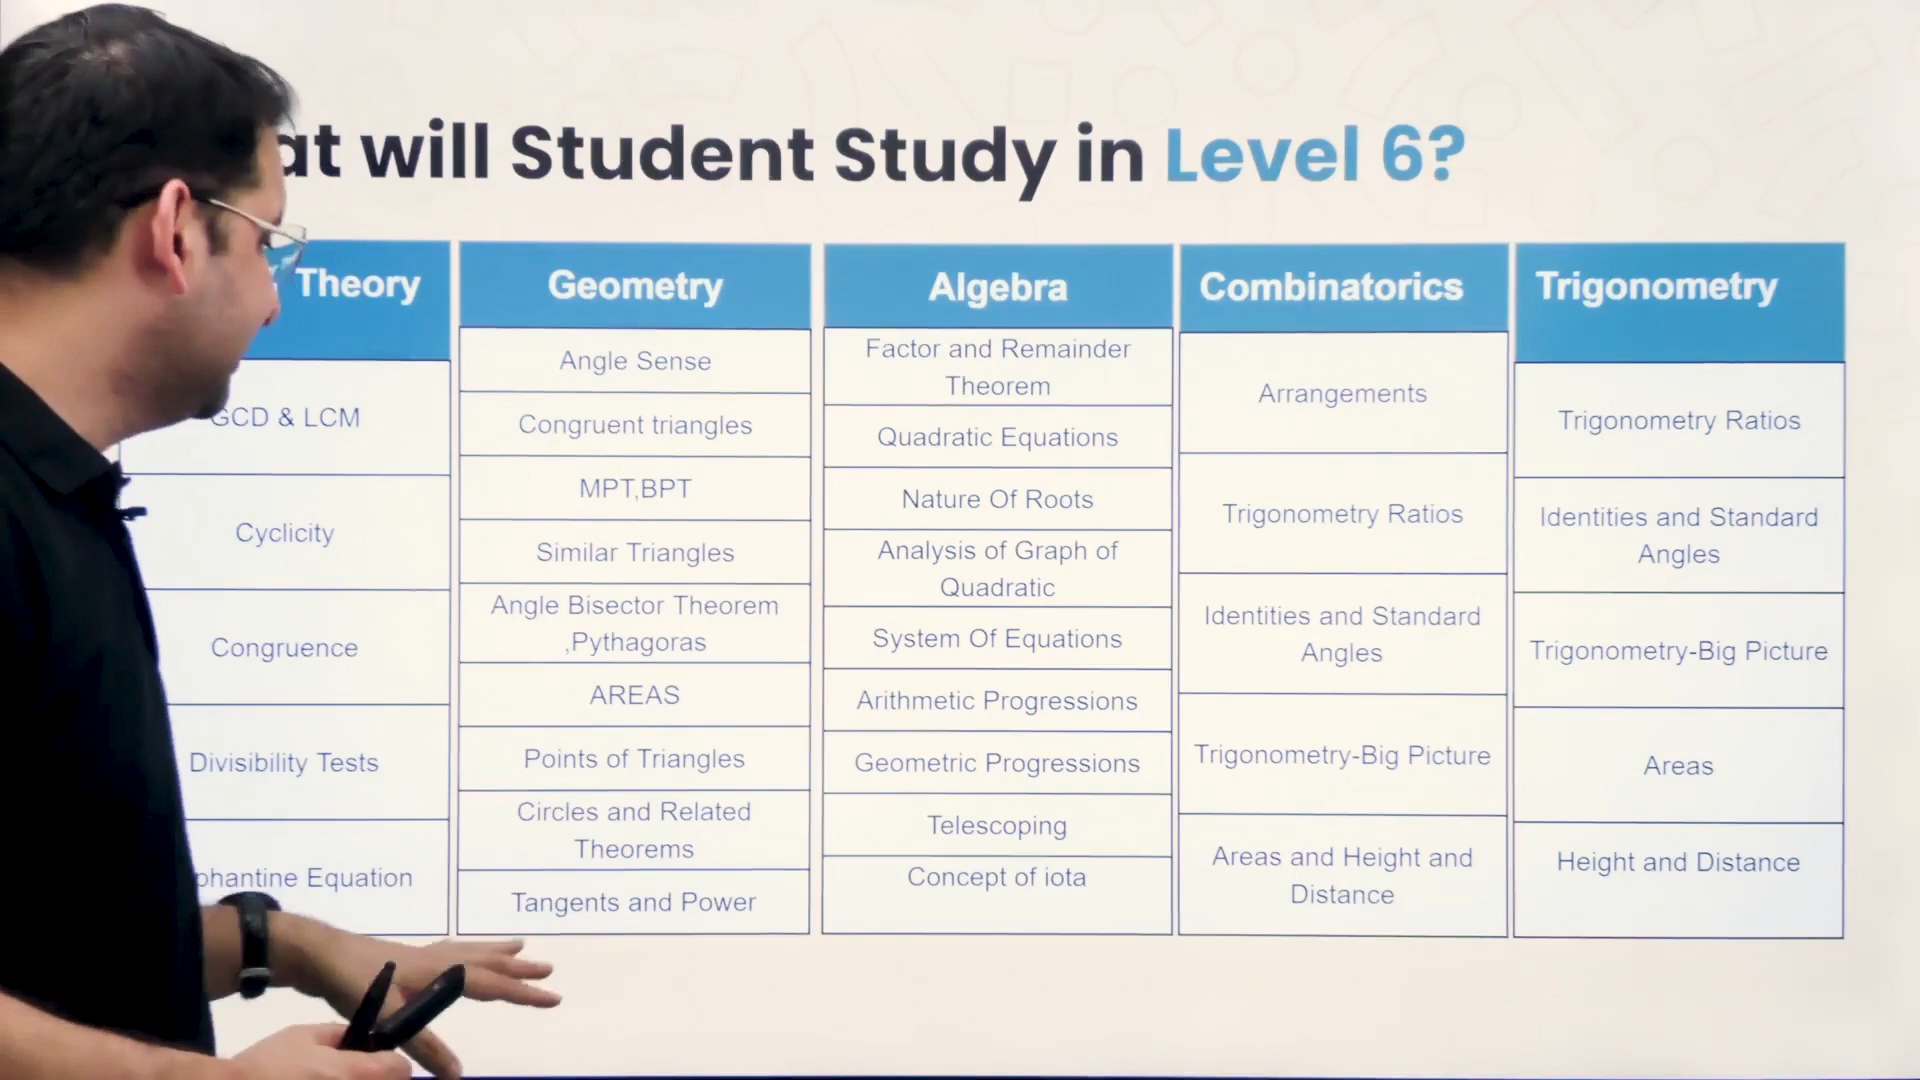 at will Student Study in Level 6?
Theory
GCD & LCM
Cyclicity
Congruence
Divisibility Tests
phantine Equation
Geometry
Angle Sense
Congruent triangles
MPT,BPT
Similar Triangles
Angle Bisector Theorem
,Pythagoras
AREAS
Points of Triangles
Circles and Related
Theorems
Tangents and Power
Algebra
Factor and Remainder
Theorem
Quadratic Equations
Nature Of Roots
Analysis of Graph of
Quadratic
System Of Equations
Arithmetic Progressions
Geometric Progressions
Telescoping
Concept of iota
Combinatorics
Arrangements
Trigonometry Ratios
Identities and Standard
Angles
Trigonometry-Big Picture
Areas and Height and
Distance
Trigonometry
Trigonometry Ratios
Identities and Standard
Angles
Trigonometry-Big Picture
Areas
Height and Distance